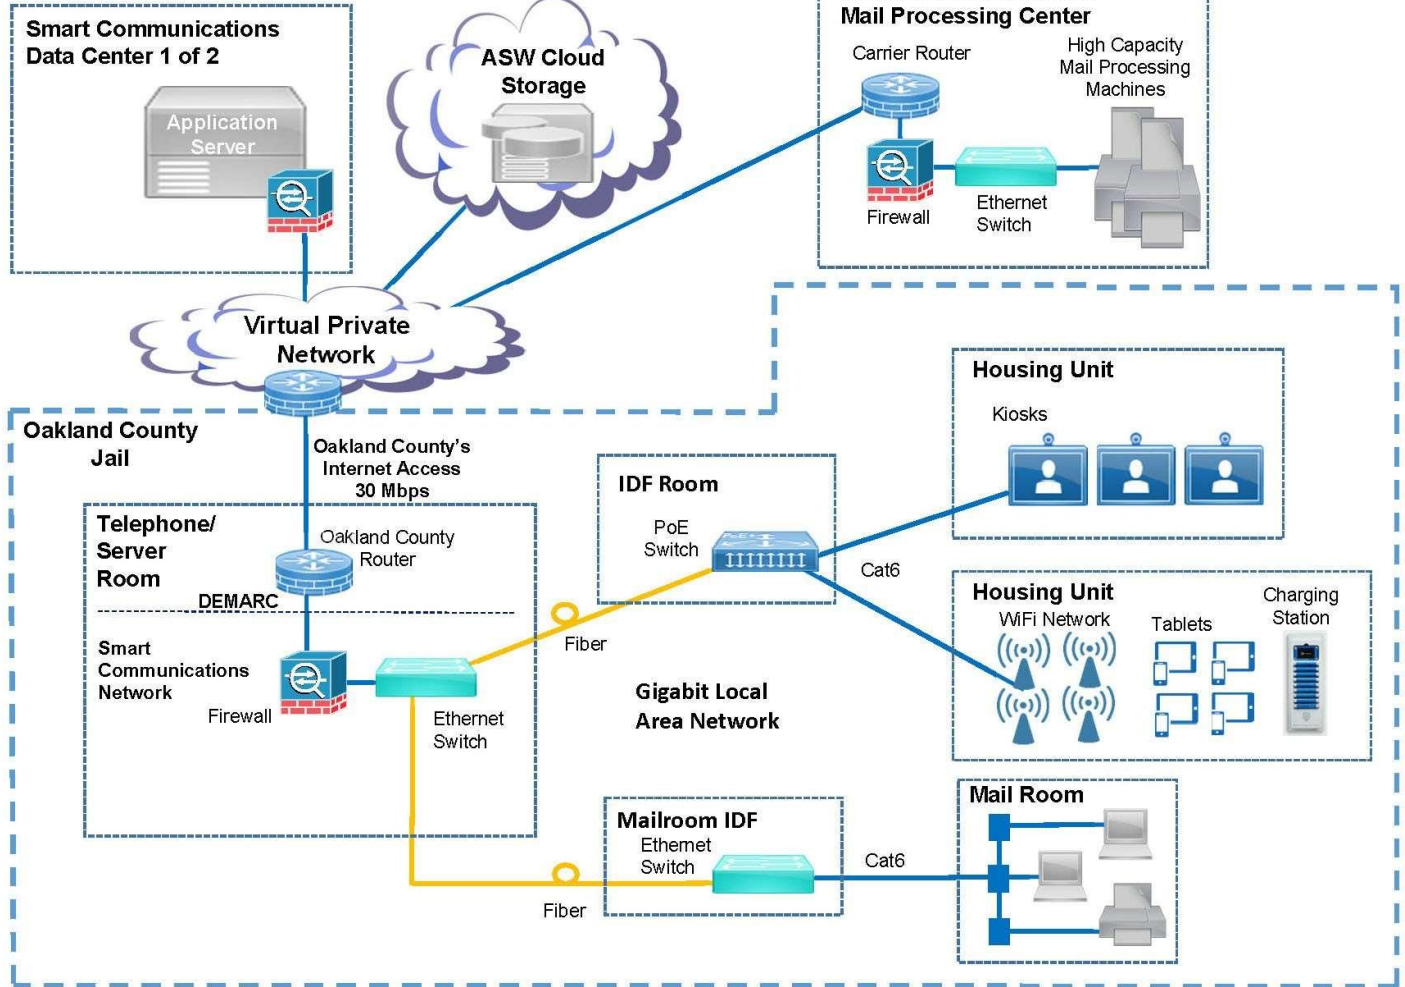 Smart Communications
Data Center 1 of 2
Application
Server
ASW Cloud
Storage
Mail Processing Center
Carrier Router
High Capacity
Mail Processing
Machines
Firewall
Ethernet
Switch
Virtual Private
Network
Oakland County
Jail
Oakland County's
Internet Access
30 Mbps
Telephone/
Server
Room
Oakland County
Router
DEMARC
Smart
Communications
Network
Firewall
Ethernet
Switch
Fiber
IDF Room
PoE
Switch
Cat6
Housing Unit
Kiosks
Housing Unit
WiFi Network
Tablets
Charging
Station
Gigabit Local
Area Network
Mailroom IDF
Ethernet
Switch
Fiber
Cat6
Mail Room